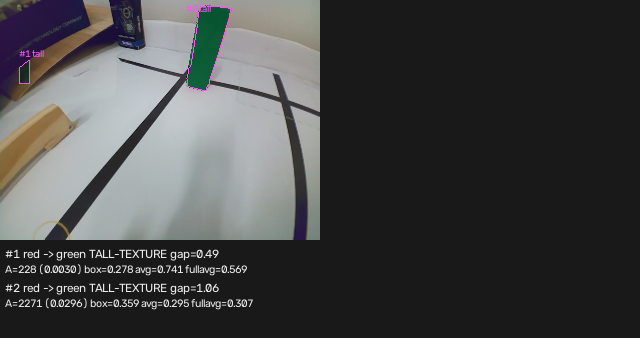 #1 tall
#1 red -> green TALL-TEXTURE gap=0.49
A=228 (0.0030) box=0.278 avg=0.741 fullavg=0.569
#2 red -> green TALL-TEXTURE gap=1.06
A=2271 (0.0296) box=0.359 avg=0.295 fullavg=0.307